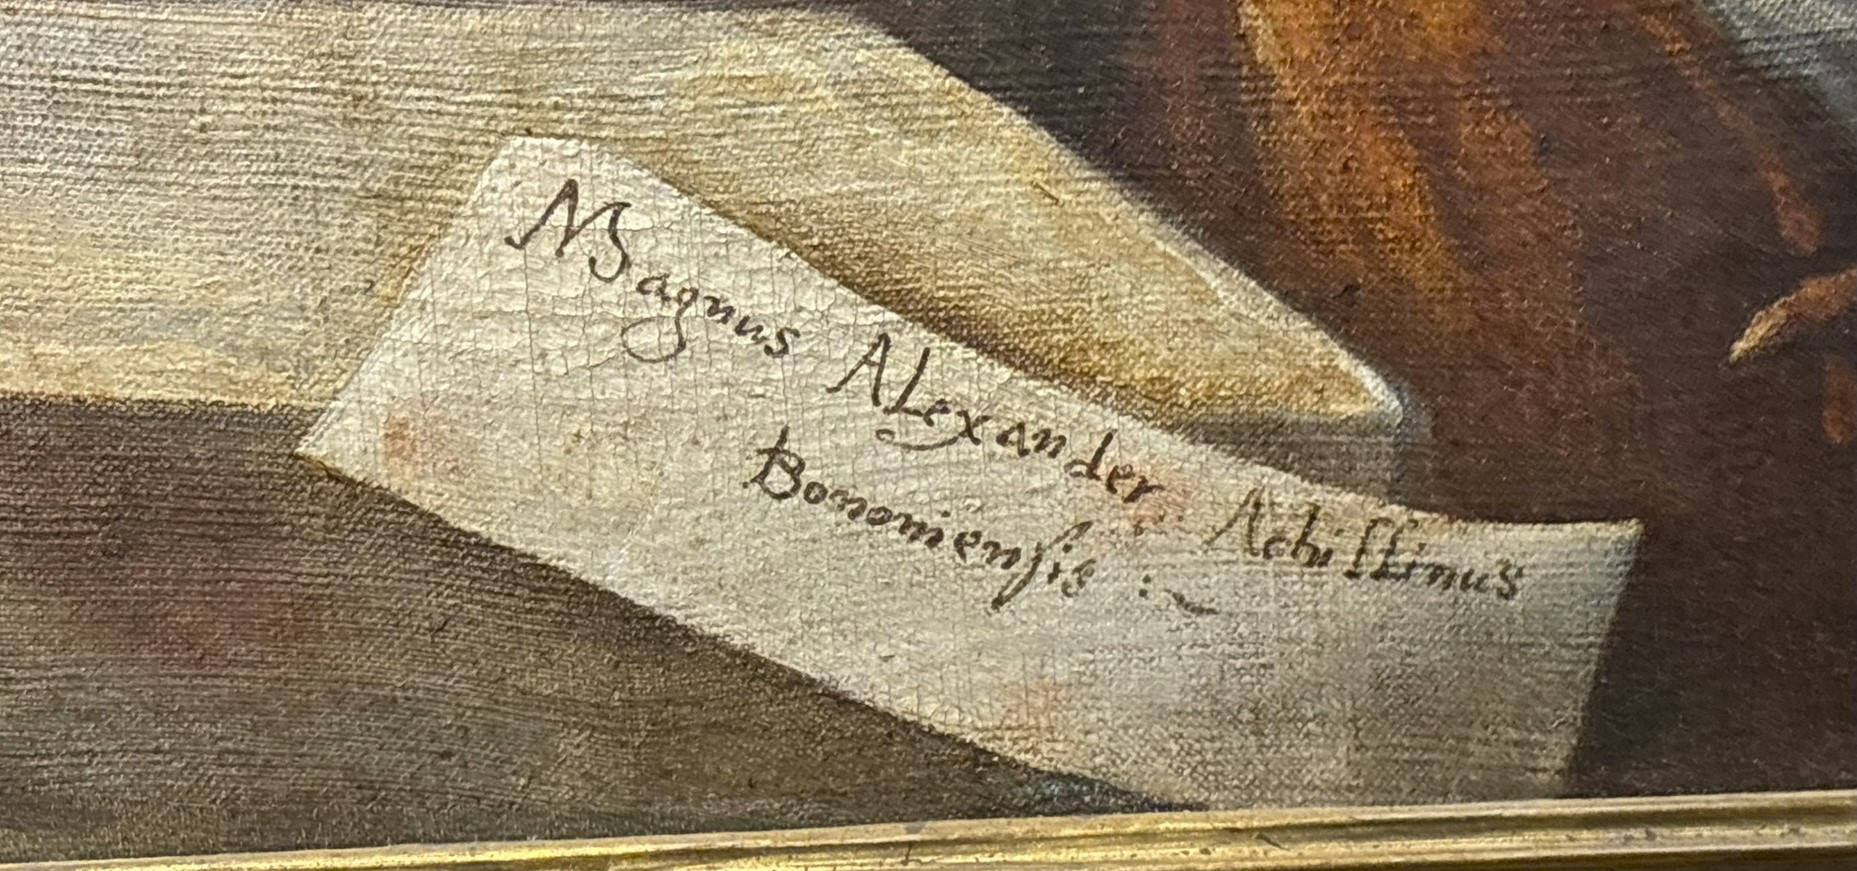 Magnus Alexander Achillinus
Bononiensis :~